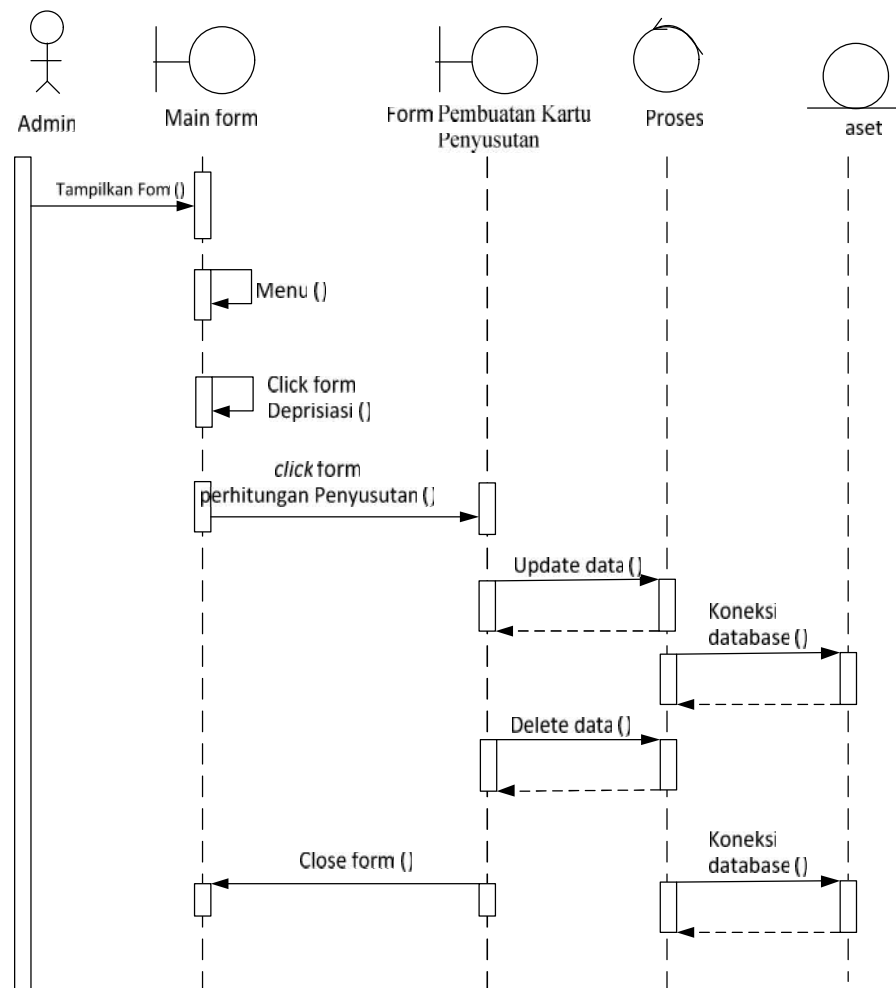 Admin
Main form
Form Pembuatan Kartu
Penyusutan
Proses
aset
Tampilkan Fom ()
Menu ()
Click form
Deprisiasi ()
click form
perhitungan Penyusutan ()
Update data ()
Koneksi
database ()
Delete data ()
Close form ()
Koneksi
database ()